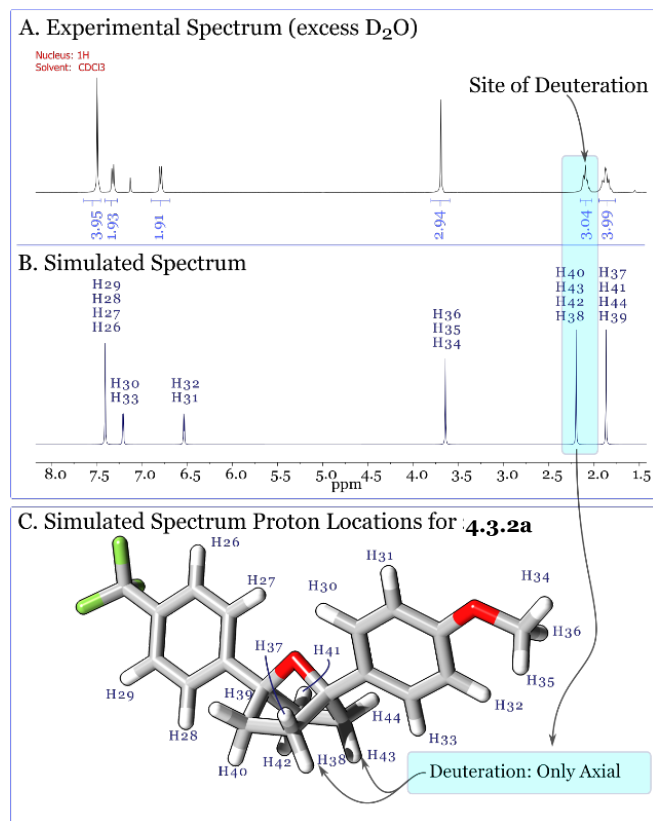 A. Experimental Spectrum (excess D2O)
Nucleus: 1H
Solvent: CDCl3
Site of Deuteration
3.95
1.93
1.91
2.94
3.04
3.99
B. Simulated Spectrum
H29
H28
H27
H26
H30
H33
H32
H31
H36
H35
H34
H40
H43
H42
H38
H37
H41
H44
H39
8.0 7.5 7.0 6.5 6.0 5.5 5.0 4.5 4.0 3.5 3.0 2.5 2.0 1.5
ppm
C. Simulated Spectrum Proton Locations for 4.3.2a
H26
H31
H27
H30
H34
H36
H37
H41
H35
H29
H39
H32
H44
H28
H33
H43
H40
H42
H38
Deuteration: Only Axial